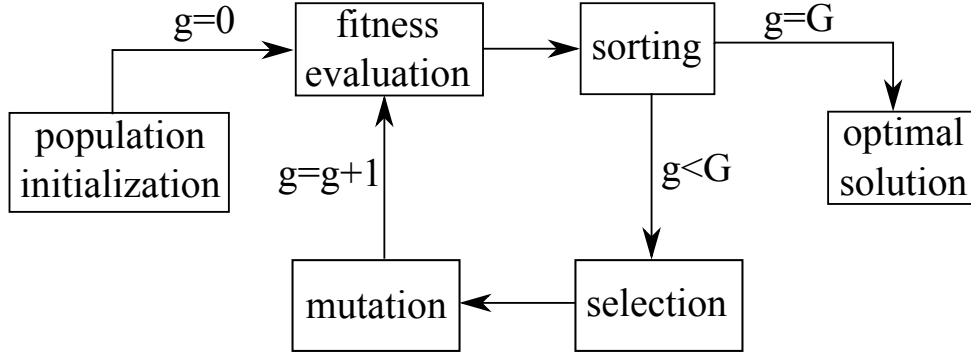 g=0
fitness
evaluation
sorting
g=G
population
initialization
optimal
solution
g=g+1
g<G
mutation
selection